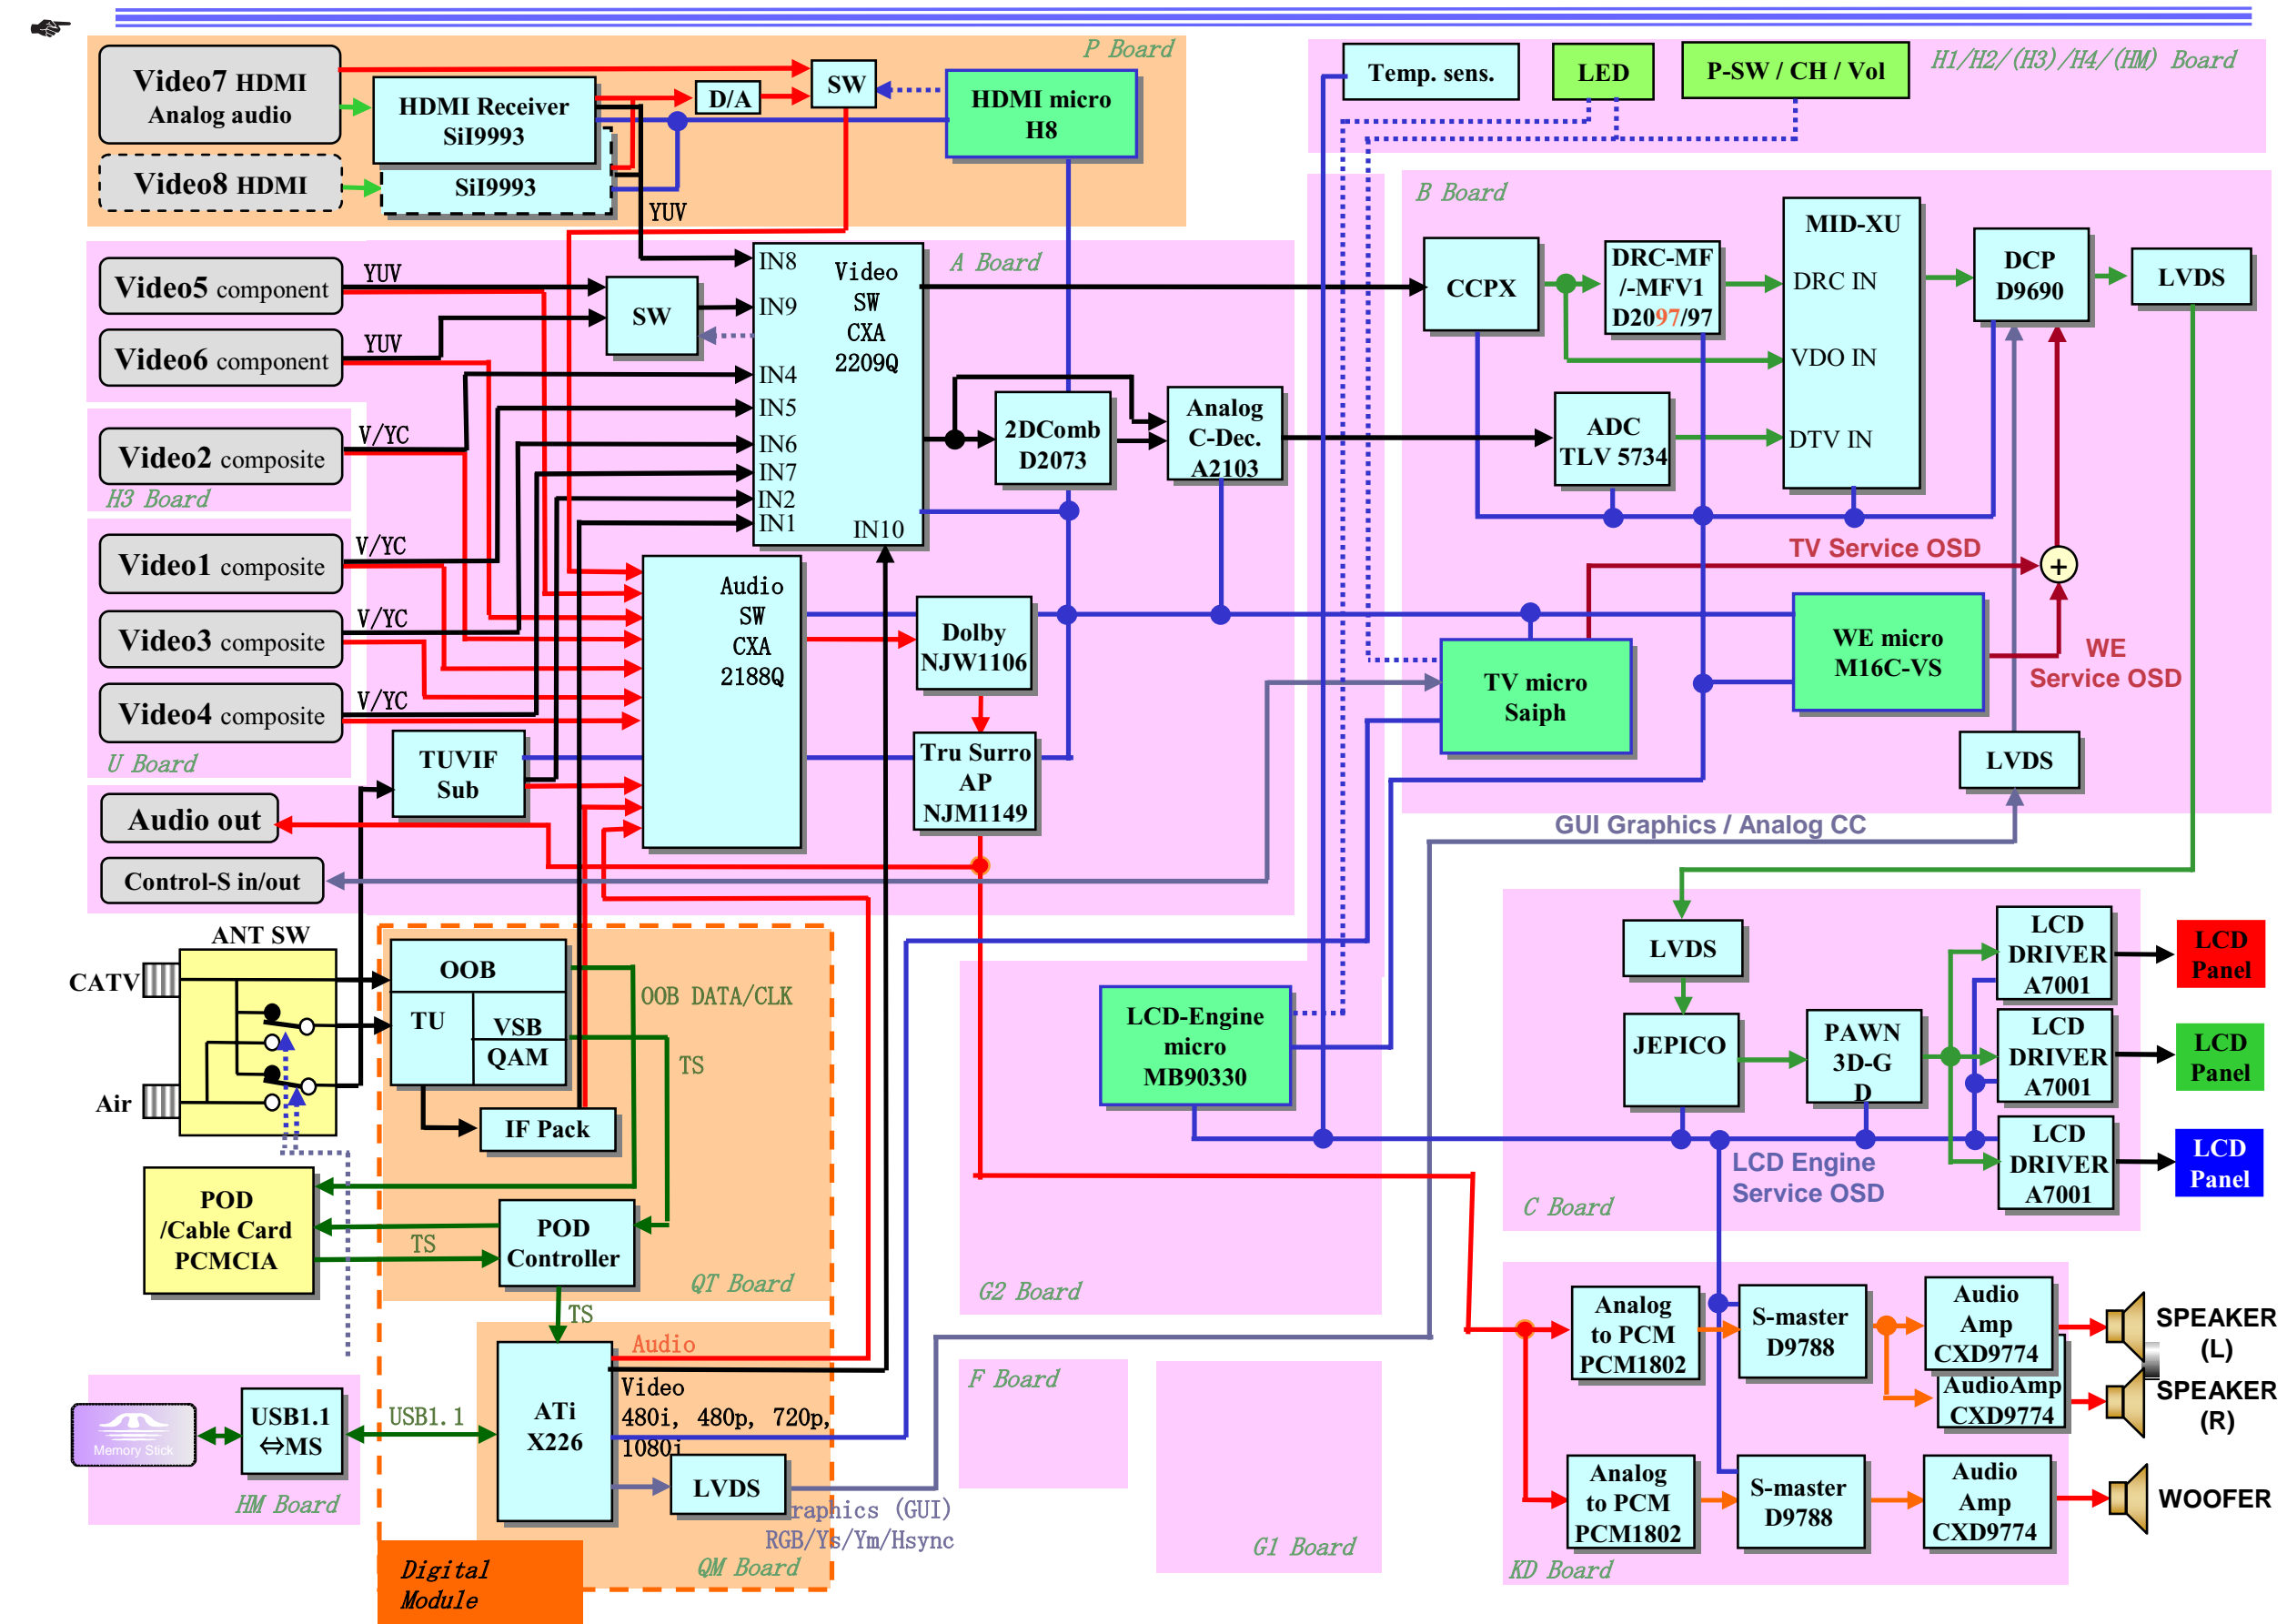 P Board
Video7 HDMI
Analog audio
HDMI Receiver
SiI9993
D/A
SW
HDMI micro
H8
Video8 HDMI
SiI9993
YUV
H1/H2/(H3)/H4/(HM) Board
Temp. sens.
LED
P-SW / CH / Vol
A Board
Video5 component
YUV
Video6 component
YUV
SW
IN8
IN9
IN4
IN5
IN6
IN7
IN2
IN1
IN10
Video
SW
CXA
2209Q
2DComb
D2073
Analog
C-Dec.
A2103
Video2 composite
V/YC
H3 Board
Video1 composite
V/YC
Video3 composite
V/YC
Video4 composite
V/YC
U Board
Audio
SW
CXA
2188Q
Dolby
NJW1106
Tru Surro
AP
NJM1149
TUVIF
Sub
Audio out
Control-S in/out
B Board
CCPX
DRC-MF
/-MFV1
D2097/97
MID-XU
DRC IN
VDO IN
DTV IN
DCP
D9690
LVDS
ADC
TLV 5734
TV Service OSD
+
WE micro
M16C-VS
WE
Service OSD
TV micro
Saiph
LVDS
GUI Graphics / Analog CC
ANT SW
CATV
Air
OOB
TU
VSB
QAM
OOB DATA/CLK
TS
IF Pack
POD
/Cable Card
PCMCIA
TS
POD
Controller
QT Board
TS
LCD-Engine
micro
MB90330
G2 Board
LVDS
JEPICO
PAWN
3D-G
D
LCD
DRIVER
A7001
LCD
Panel
LCD
DRIVER
A7001
LCD
Panel
LCD
DRIVER
A7001
LCD
Panel
LCD Engine
Service OSD
C Board
Memory Stick
USB1.1
⇔MS
USB1.1
HM Board
ATi
X226
Audio
Video
480i, 480p, 720p,
1080i
LVDS
raphics (GUI)
RGB/Ys/Ym/Hsync
QM Board
Digital
Module
F Board
G1 Board
Analog
to PCM
PCM1802
S-master
D9788
Audio
Amp
CXD9774
AudioAmp
CXD9774
SPEAKER
(L)
SPEAKER
(R)
Analog
to PCM
PCM1802
S-master
D9788
Audio
Amp
CXD9774
WOOFER
KD Board